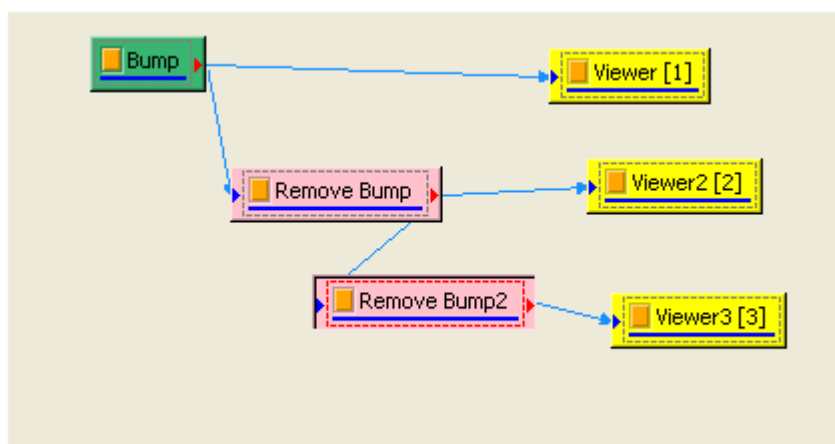 Bump
Viewer [1]
Remove Bump
Viewer2 [2]
Remove Bump2
Viewer3 [3]